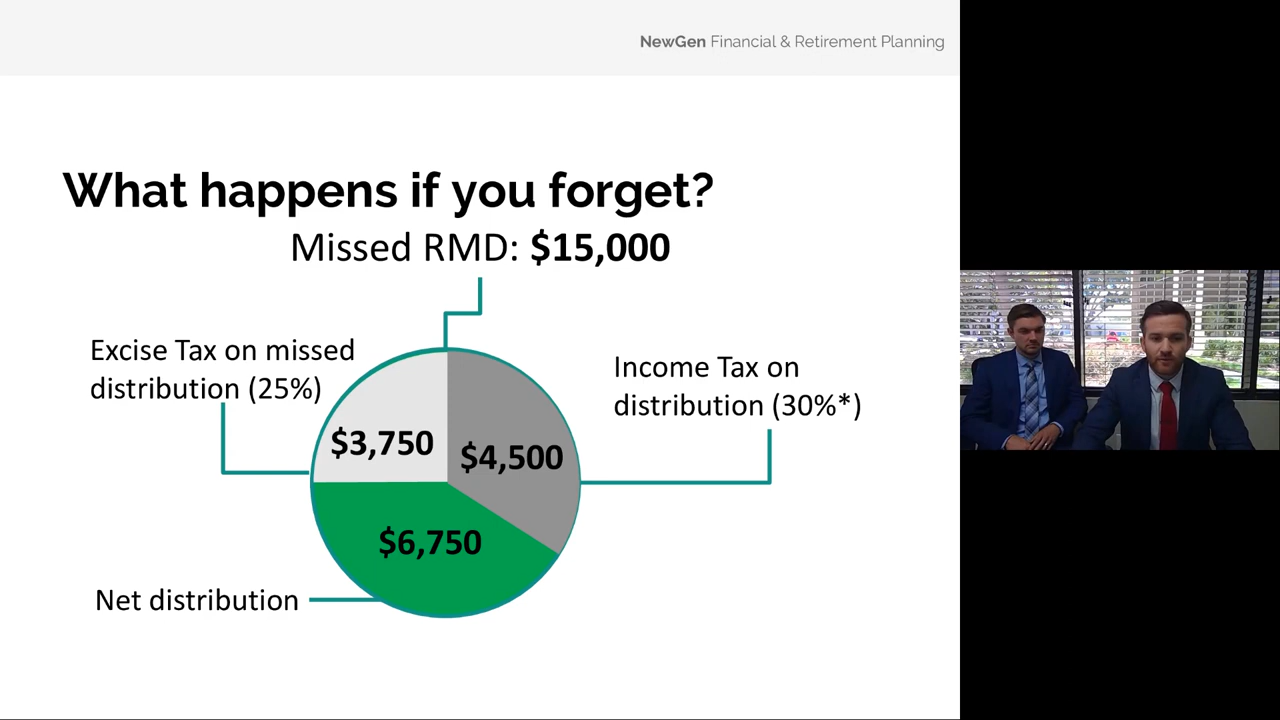 NewGen Financial & Retirement Planning
What happens if you forget?
Missed RMD: $15,000
Excise Tax on missed
distribution (25%)
Income Tax on
distribution (30%*)
$3,750
$4,500
$6,750
Net distribution